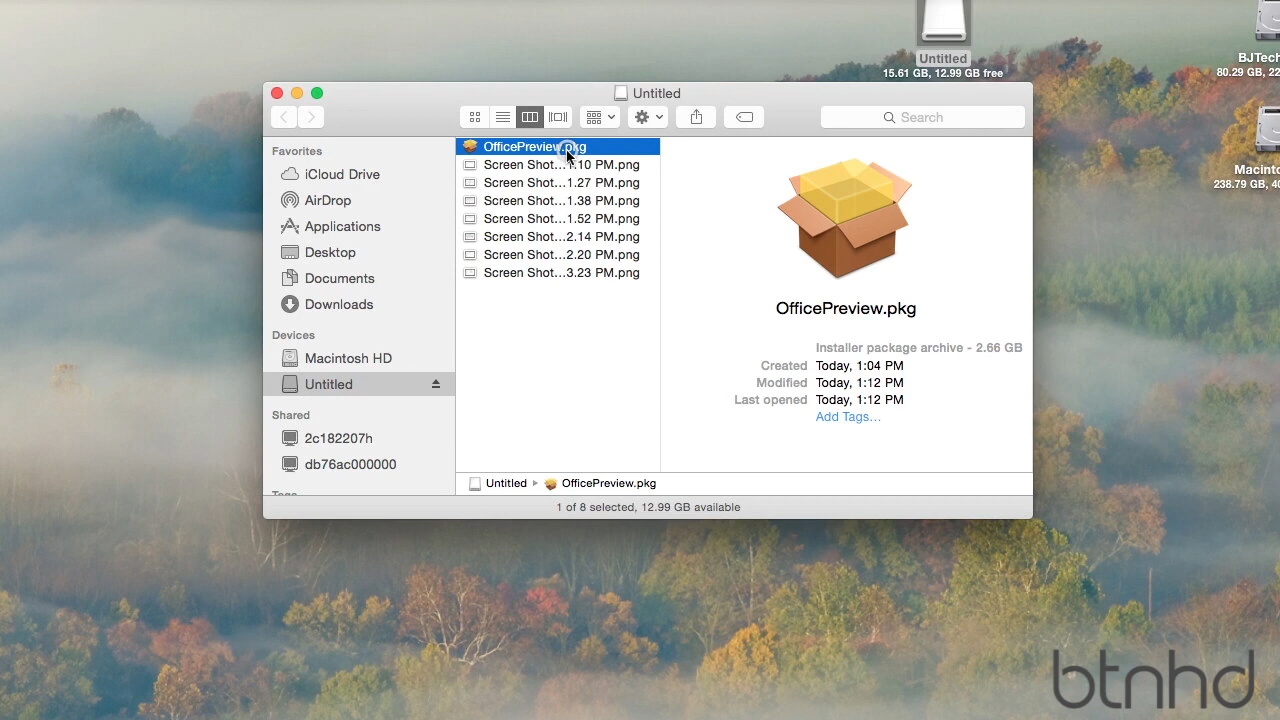 Untitled
15.61 GB, 12.99 GB free
BJTech
80.29 GB, 22
Macinto
238.79 GB, 40
Untitled
Search
Favorites
iCloud Drive
AirDrop
Applications
Desktop
Documents
Downloads
Devices
Macintosh HD
Untitled
Shared
2c182207h
db76ac000000
Tags
OfficePreview.pkg
Screen Shot...1.10 PM.png
Screen Shot...1.27 PM.png
Screen Shot...1.38 PM.png
Screen Shot...1.52 PM.png
Screen Shot...2.14 PM.png
Screen Shot...2.20 PM.png
Screen Shot...3.23 PM.png
OfficePreview.pkg
Installer package archive - 2.66 GB
Created Today, 1:04 PM
Modified Today, 1:12 PM
Last opened Today, 1:12 PM
Add Tags...
Untitled OfficePreview.pkg
1 of 8 selected, 12.99 GB available
btnhd